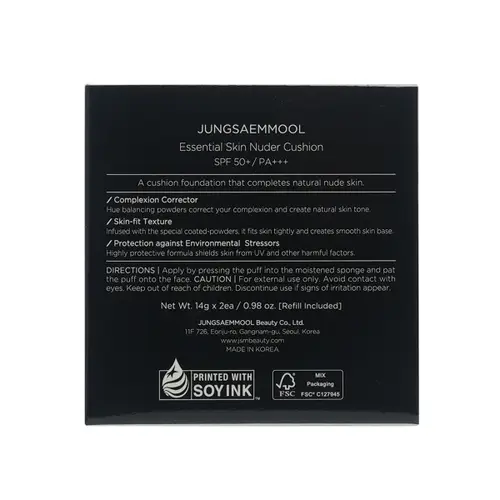 JUNGSAEMMOOL
Essential Skin Nuder Cushion
SPF 50+ / PA+++
A cushion foundation that completes natural nude skin.
/ Complexion Corrector
Hue balancing powders correct your complexion and create natural skin tone.
/ Skin-fit Texture
Infused with the special coated-powders, it fits skin tightly and creates smooth skin base.
/ Protection against Environmental Stressors
Highly protective formula shields skin from UV and other harmful factors.
DIRECTIONS | Apply by pressing the puff into the moistened sponge and pat
the puff onto the face. CAUTION | For external use only. Avoid contact with
eyes. Keep out of reach of children. Discontinue use if signs of irritation appear.
Net Wt. 14g x 2ea / 0.98 oz. [Refill Included]
JUNGSAEMMOOL Beauty Co., Ltd.
11F 726, Eonju-ro, Gangnam-gu, Seoul, Korea
www.jsmbeauty.com
MADE IN KOREA
PRINTED WITH
SOY INK™
FSC
MIX
Packaging
FSC® C127945